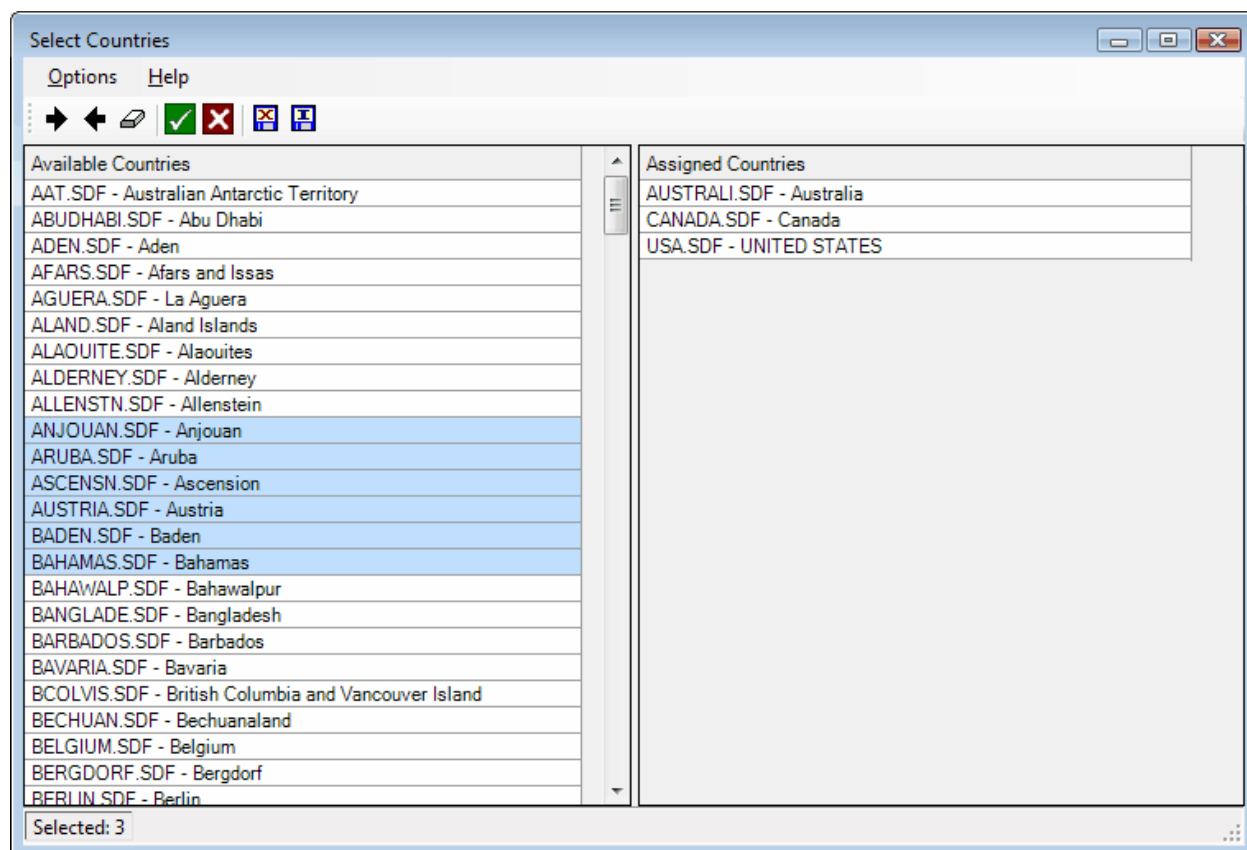 Select Countries
Options Help
Available Countries
AAT.SDF - Australian Antarctic Territory
ABUDHABI.SDF - Abu Dhabi
ADEN.SDF - Aden
AFARS.SDF - Afars and Issas
AGUERA.SDF - La Aguera
ALAND.SDF - Aland Islands
ALAOUITE.SDF - Alaouites
ALDERNEY.SDF - Alderney
ALLENSTN.SDF - Allenstein
ANJOUAN.SDF - Anjouan
ARUBA.SDF - Aruba
ASCENSN.SDF - Ascension
AUSTRIA.SDF - Austria
BADEN.SDF - Baden
BAHAMAS.SDF - Bahamas
BAHAWALP.SDF - Bahawalpur
BANGLADE.SDF - Bangladesh
BARBADOS.SDF - Barbados
BAVARIA.SDF - Bavaria
BCOLVIS.SDF - British Columbia and Vancouver Island
BECHUAN.SDF - Bechuanaland
BELGIUM.SDF - Belgium
BERGDORF.SDF - Bergdorf
BERLIN.SDF - Berlin
Assigned Countries
AUSTRALI.SDF - Australia
CANADA.SDF - Canada
USA.SDF - UNITED STATES
Selected: 3